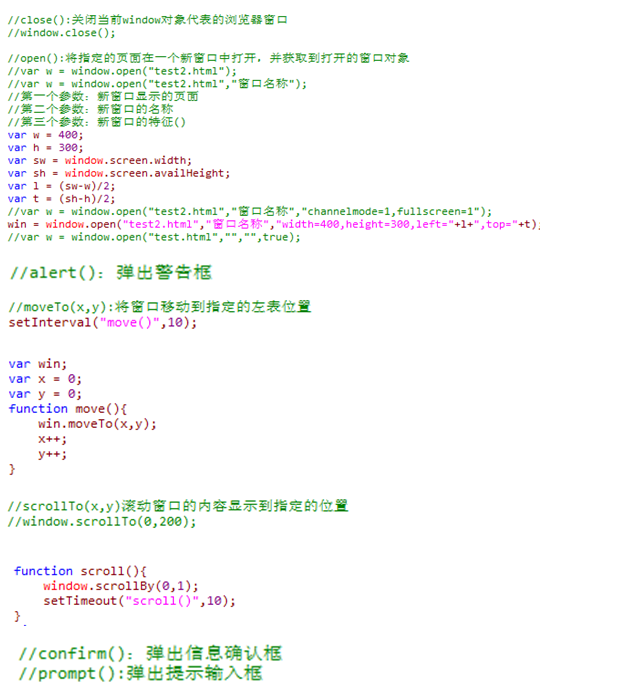 //close():关闭当前window对象代表的浏览器窗口
//window.close();
//open():将指定的页面在一个新窗口中打开，并获取到打开的窗口对象
//var w = window.open("test2.html");
//var w = window.open("test2.html","窗口名称");
//第一个参数：新窗口显示的页面
//第二个参数：新窗口的名称
//第三个参数：新窗口的特征()
var w = 400;
var h = 300;
var sw = window.screen.width;
var sh = window.screen.availHeight;
var l = (sw-w)/2;
var t = (sh-h)/2;
//var w = window.open("test2.html","窗口名称","channelmode=1,fullscreen=1");
win = window.open("test2.html","窗口名称","width=400,height=300,left="+l+",top="+t);
//var w = window.open("test.html","","",true);
//alert()：弹出警告框
//moveTo(x,y):将窗口移动到指定的左表位置
setInterval("move()",10);
var win;
var x = 0;
var y = 0;
function move(){
win.moveTo(x,y);
x++;
y++;
}
//scrollTo(x,y)滚动窗口的内容显示到指定的位置
//window.scrollTo(0,200);
function scroll(){
window.scrollBy(0,1);
setTimeout("scroll()",10);
}
//confirm()：弹出信息确认框
//prompt():弹出提示输入框